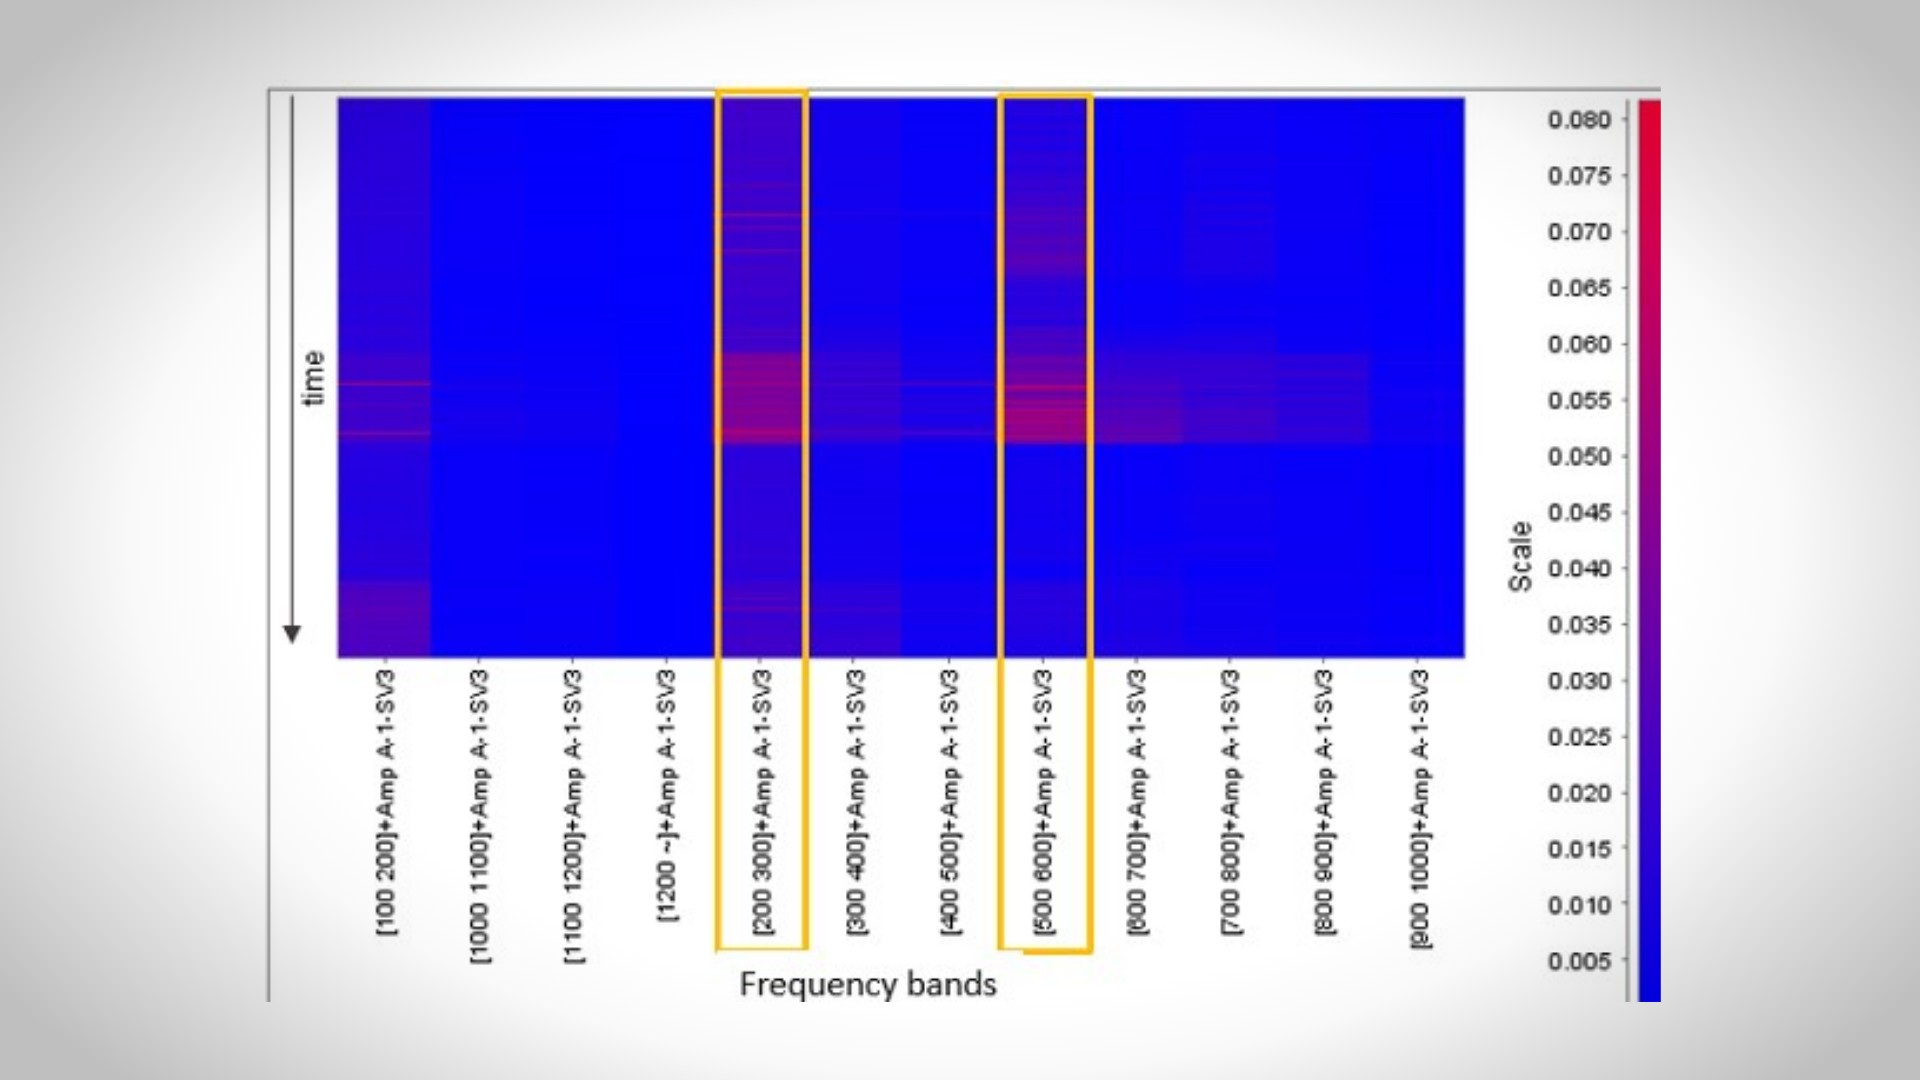 time
[100 200]+Amp A-1-SV3
[1000 1100]+Amp A-1-SV3
[1100 1200]+Amp A-1-SV3
[1200 ~]+Amp A-1-SV3
[200 300]+Amp A-1-SV3
[300 400]+Amp A-1-SV3
[400 500]+Amp A-1-SV3
[500 600]+Amp A-1-SV3
[600 700]+Amp A-1-SV3
[700 800]+Amp A-1-SV3
[800 900]+Amp A-1-SV3
[900 1000]+Amp A-1-SV3
Frequency bands
Scale
0.080
0.075
0.070
0.065
0.060
0.055
0.050
0.045
0.040
0.035
0.030
0.025
0.020
0.015
0.010
0.005